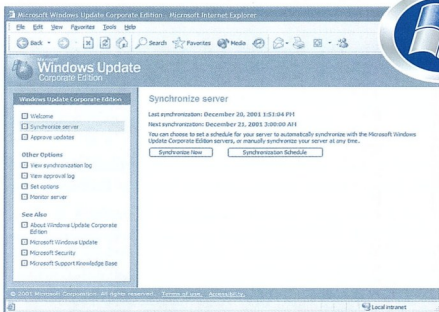 Microsoft Windows Update Corporate Edition - Microsoft Internet Explorer
File Edit View Favorites Tools Help
Back Search Favorites Media
Microsoft
Windows Update
Corporate Edition
Windows Update Corporate Edition
Welcome
Synchronize server
Approve updates
Other Options
View synchronization log
View approval log
Set options
Monitor server
See Also
About Windows Update Corporate
Edition
Microsoft Windows Update
Microsoft Security
Microsoft Support Knowledge Base
Synchronize server
Last synchronization: December 20, 2001 1:51:04 PM
Next synchronization: December 21, 2001 3:00:00 AM
You can choose to set a schedule for your server to automatically synchronize with the Microsoft Windows
Update Corporate Edition servers, or manually synchronize your server at any time.
Synchronize Now Synchronization Schedule
© 2001 Microsoft Corporation. All rights reserved. Terms of use. Accessibility.
Local intranet